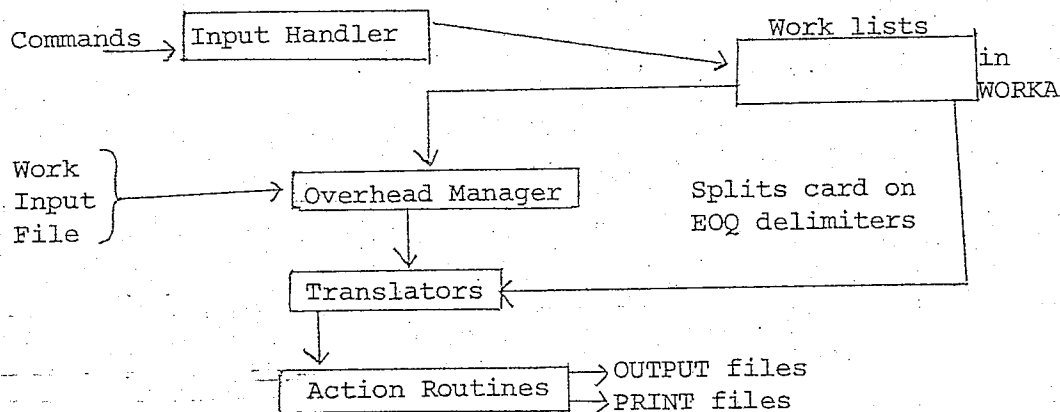 Commands
Input Handler
Work lists
in
WORKA
Work
Input
File
Overhead Manager
Splits card on
EOQ delimiters
Translators
Action Routines
OUTPUT files
PRINT files